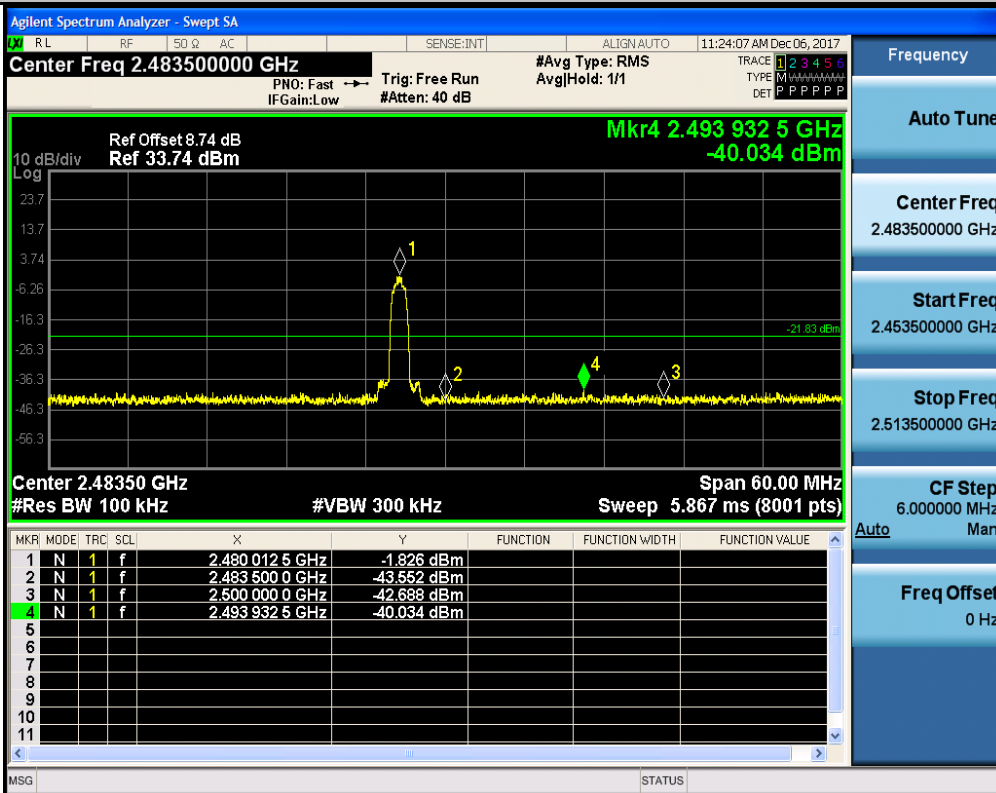 Agilent Spectrum Analyzer - Swept SA
LXI RL RF 50 Ω AC SENSE:INT ALIGN AUTO 11:24:07 AM Dec 06, 2017
Center Freq 2.483500000 GHz
PNO: Fast
IFGain:Low
Trig: Free Run
#Atten: 40 dB
#Avg Type: RMS
Avg|Hold: 1/1
TRACE 1 2 3 4 5 6
TYPE M
DET P P P P P P
Ref Offset 8.74 dB
10 dB/div Ref 33.74 dBm
Log
Mkr4 2.493 932 5 GHz
-40.034 dBm
23.7
13.7
3.74
-6.26
-16.3
-26.3
-36.3
-46.3
-56.3
1
2
4
3
-21.83 dBm
Center 2.48350 GHz Span 60.00 MHz
#Res BW 100 kHz #VBW 300 kHz Sweep 5.867 ms (8001 pts)
MKR MODE TRC SCL X Y FUNCTION FUNCTION WIDTH FUNCTION VALUE
1 N 1 f 2.480 012 5 GHz -1.826 dBm
2 N 1 f 2.483 500 0 GHz -43.552 dBm
3 N 1 f 2.500 000 0 GHz -42.688 dBm
4 N 1 f 2.493 932 5 GHz -40.034 dBm
5
6
7
8
9
10
11
MSG STATUS
Frequency
Auto Tune
Center Freq
2.483500000 GHz
Start Freq
2.453500000 GHz
Stop Freq
2.513500000 GHz
CF Step
6.000000 MHz
Auto Man
Freq Offset
0 Hz